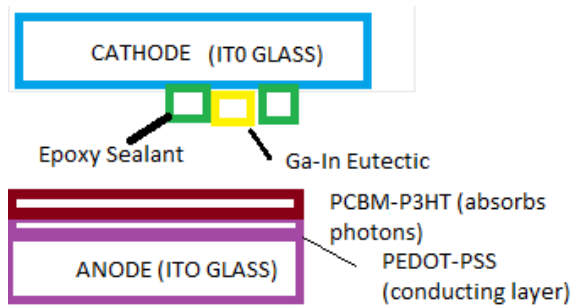 CATHODE (IT0 GLASS)
Epoxy Sealant
Ga-In Eutectic
PCBM-P3HT (absorbs
photons)
PEDOT-PSS
(conducting layer)
ANODE (ITO GLASS)